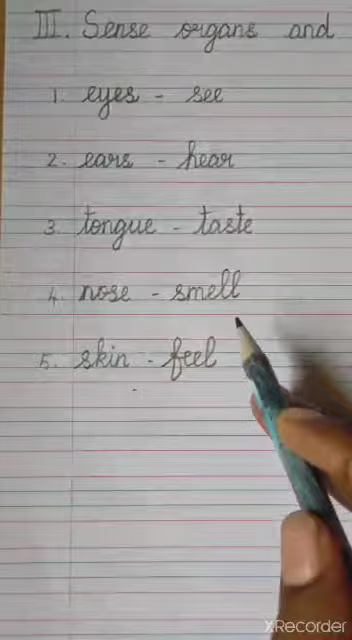 III. Sense organs and
1. eyes - see
2. ears - hear
3. tongue - taste
4. nose - smell
5. skin - feel
XRecorder